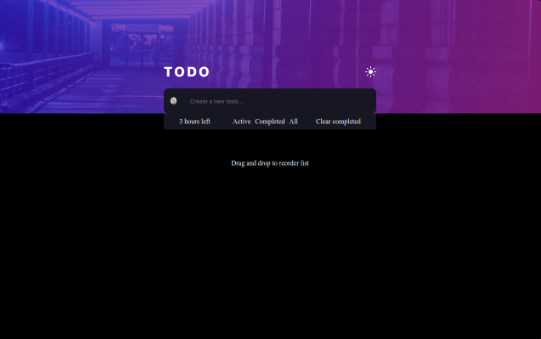 TODO
Create a new todo...
3 hours left Active Completed All Clear completed
Drag and drop to reorder list